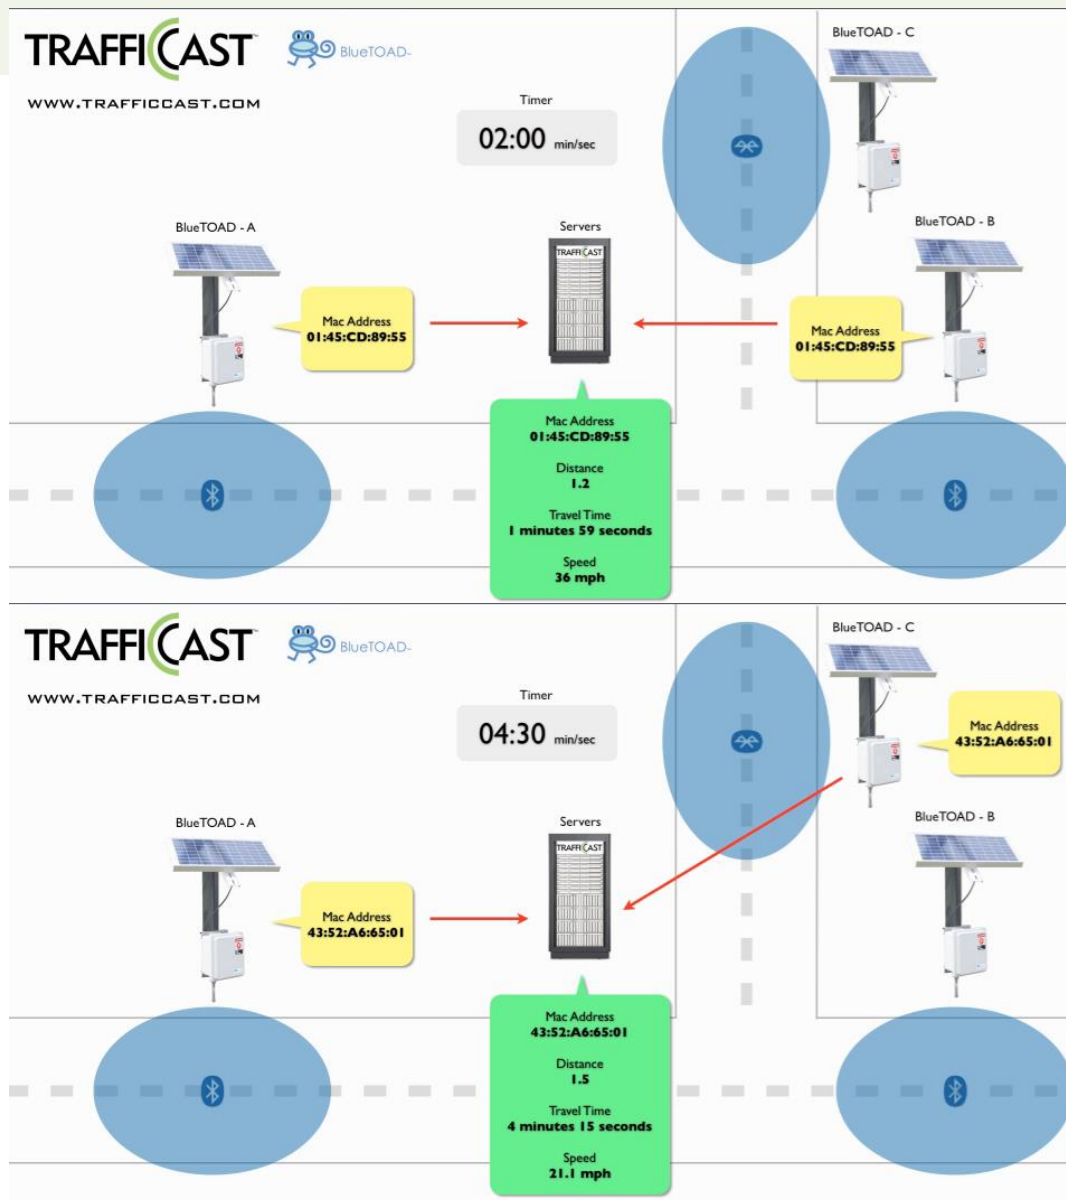 TRAFFICAST
BlueTOAD-
WWW.TRAFFICCAST.COM
Timer
02:00 min/sec
BlueTOAD - C
BlueTOAD - A
Servers
BlueTOAD - B
TRAFFICAST
Mac Address
01:45:CD:89:55
Mac Address
01:45:CD:89:55
Mac Address
01:45:CD:89:55
Distance
1.2
Travel Time
1 minutes 59 seconds
Speed
36 mph
TRAFFICAST
BlueTOAD-
WWW.TRAFFICCAST.COM
Timer
04:30 min/sec
BlueTOAD - C
Mac Address
43:52:A6:65:01
BlueTOAD - A
Servers
BlueTOAD - B
TRAFFICAST
Mac Address
43:52:A6:65:01
Mac Address
43:52:A6:65:01
Distance
1.5
Travel Time
4 minutes 15 seconds
Speed
21.1 mph